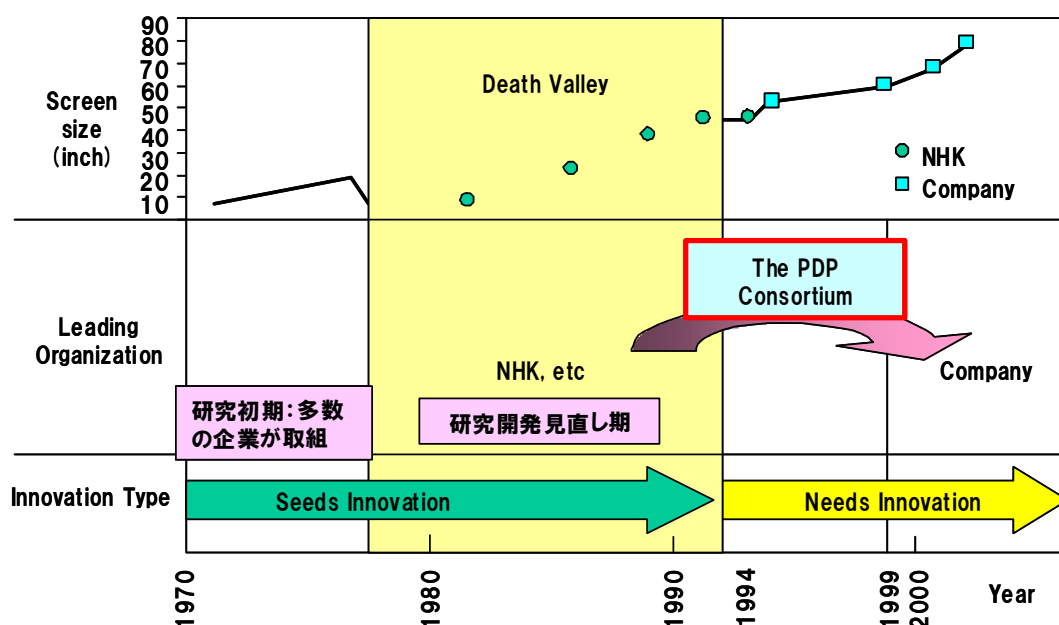 90
80
70
60
50
40
30
20
10
Screen
size
(inch)
Death Valley
NHK
Company
Leading
Organization
The PDP
Consortium
NHK, etc
Company
研究初期：多数
の企業が取組
研究開発見直し期
Innovation Type
Seeds Innovation
Needs Innovation
1970
1980
1990
1994
1999
2000
Year